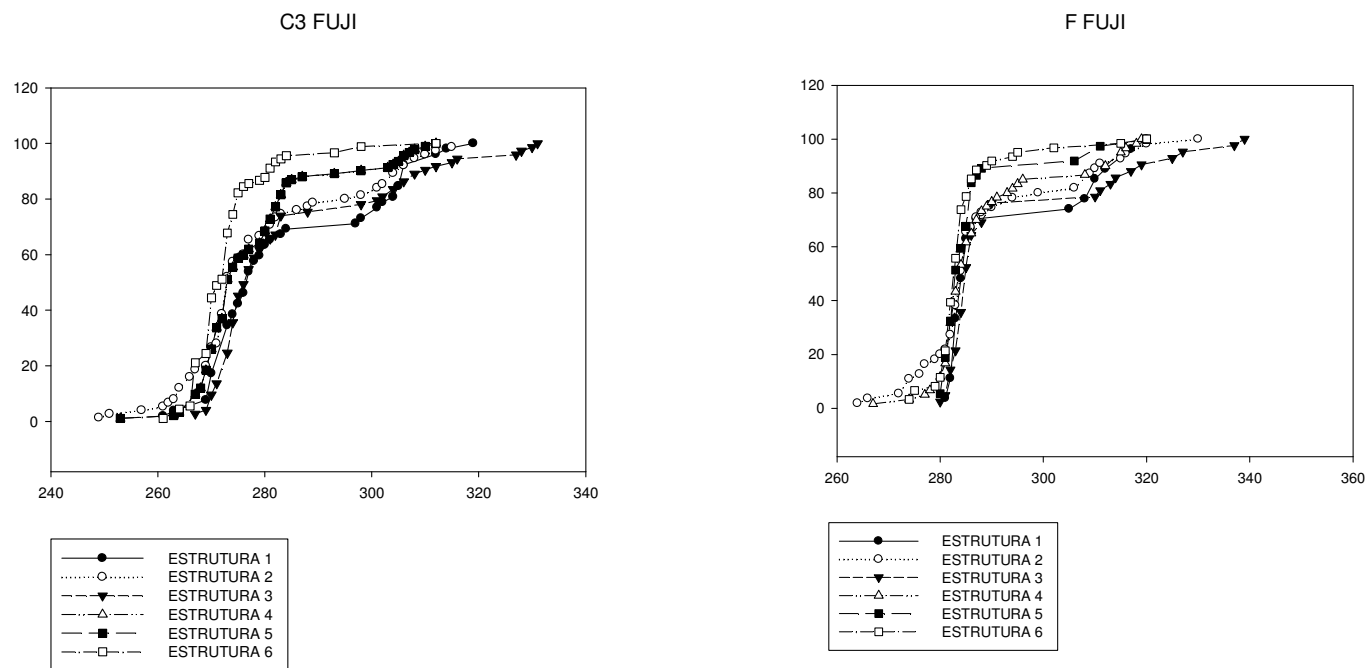 C3 FUJI
120
100
80
60
40
20
0
240 260 280 300 320 340
ESTRUTURA 1
ESTRUTURA 2
ESTRUTURA 3
ESTRUTURA 4
ESTRUTURA 5
ESTRUTURA 6
F FUJI
120
100
80
60
40
20
0
260 280 300 320 340 360
ESTRUTURA 1
ESTRUTURA 2
ESTRUTURA 3
ESTRUTURA 4
ESTRUTURA 5
ESTRUTURA 6